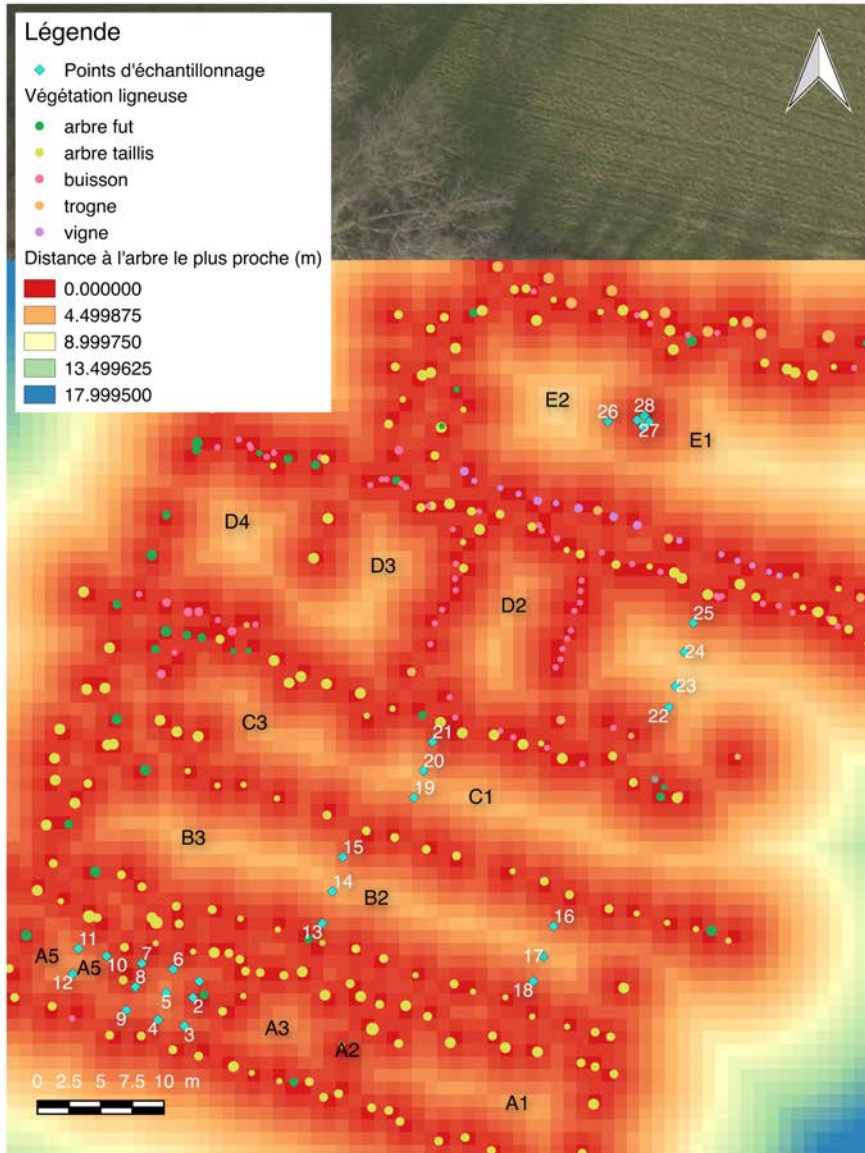 Légende
Points d'échantillonnage
Végétation ligneuse
arbre fut
arbre taillis
buisson
trogne
vigne
Distance à l'arbre le plus proche (m)
0.000000
4.499875
8.999750
13.499625
17.999500
E2
26
28
27
E1
D4
D3
D2
25
24
23
22
C3
21
20
19
C1
B3
15
14
B2
13
16
17
18
A5
11
A5
12
10
7
6
8
5
2
9
4
3
A3
A2
A1
0 2.5 5 7.5 10 m